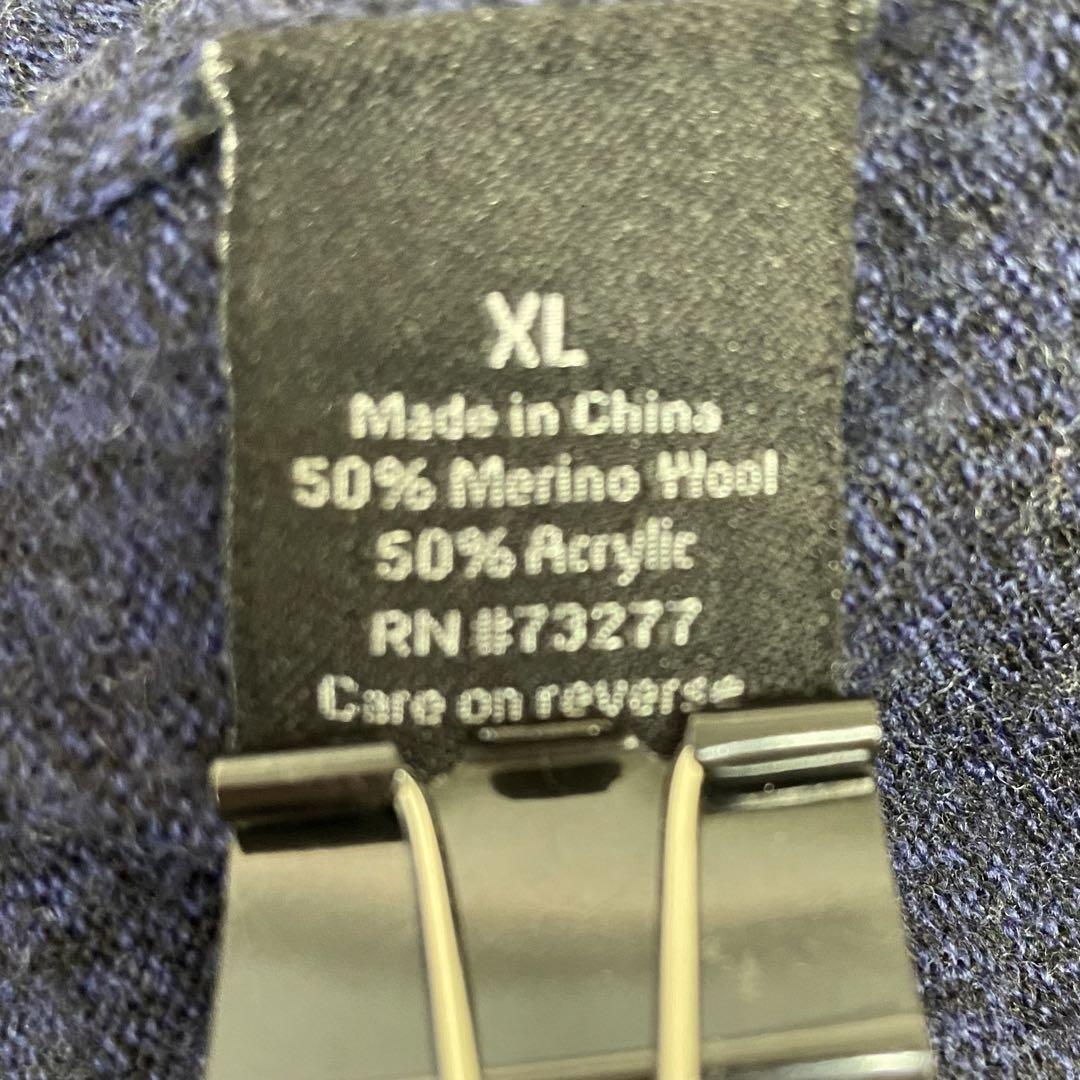 XL
Made in China
50% Merino Wool
50% Acrylic
RN #73277
Care on reverse